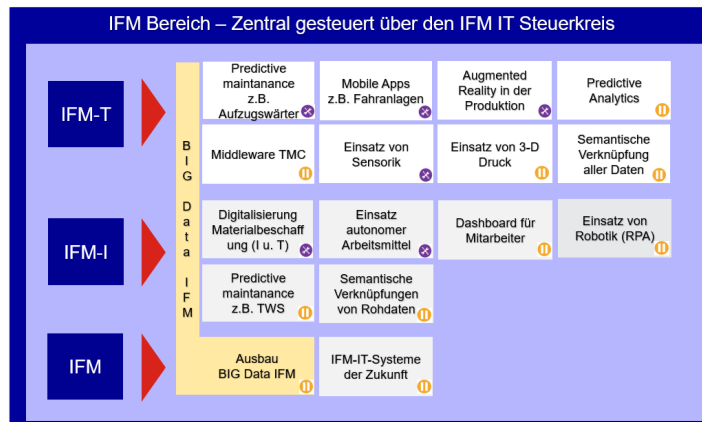 IFM Bereich – Zentral gesteuert über den IFM IT Steuerkreis
IFM-T
BIG Data IFM
Predictive
maintanance
z.B.
Aufzugswärter
Mobile Apps
z.B. Fahranlagen
Augmented
Reality in der
Produktion
Predictive
Analytics
Middleware TMC
Einsatz von
Sensorik
Einsatz von 3-D
Druck
Semantische
Verknüpfung
aller Daten
IFM-I
Digitalisierung
Materialbeschaff
ung (I u. T)
Einsatz
autonomer
Arbeitsmittel
Dashboard für
Mitarbeiter
Einsatz von
Robotik (RPA)
Predictive
maintanance
z.B. TWS
Semantische
Verknüpfungen
von Rohdaten
IFM
Ausbau
BIG Data IFM
IFM-IT-Systeme
der Zukunft